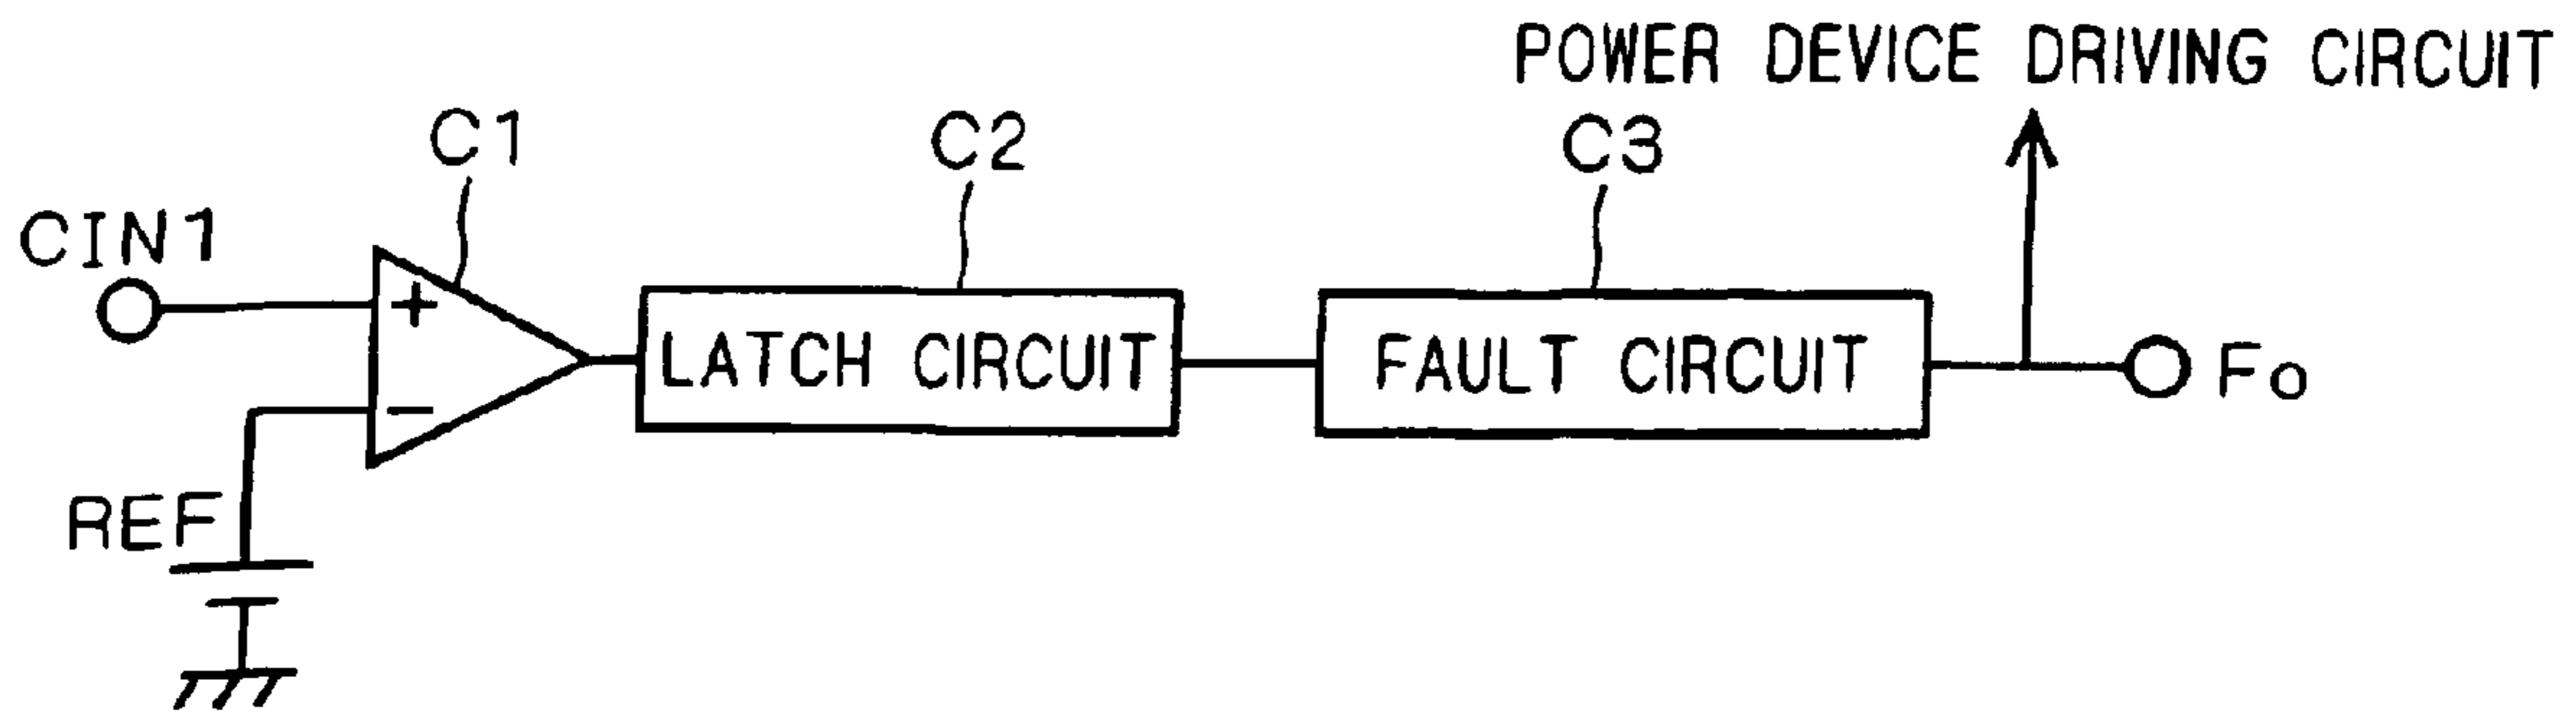 POWER DEVICE DRIVING CIRCUIT
C1
C2
C3
CIN1
+
LATCH CIRCUIT
FAULT CIRCUIT
Fo
−
REF